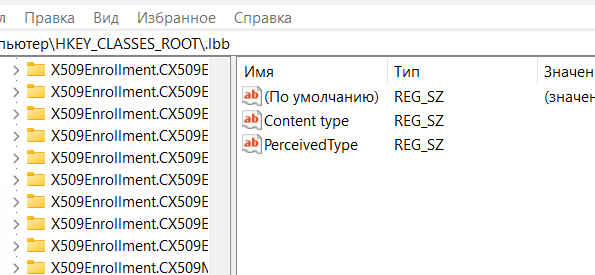 Правка Вид Избранное Справка
пьютер\HKEY_CLASSES_ROOT\.lbb
Имя Тип Значен
(По умолчанию) REG_SZ (значен
Content type REG_SZ
PerceivedType REG_SZ
X509Enrollment.CX509E
X509Enrollment.CX509E
X509Enrollment.CX509E
X509Enrollment.CX509E
X509Enrollment.CX509E
X509Enrollment.CX509E
X509Enrollment.CX509E
X509Enrollment.CX509E
X509Enrollment.CX509E
X509Enrollment.CX509N